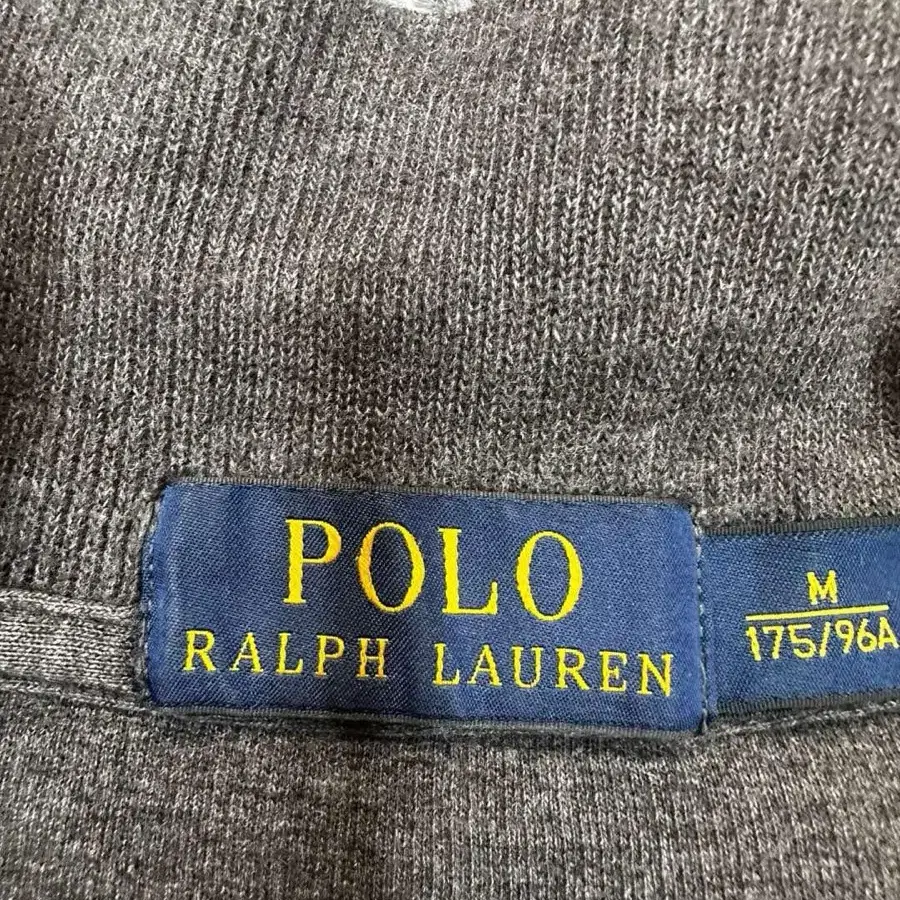 POLO
RALPH LAUREN
M
175/96A